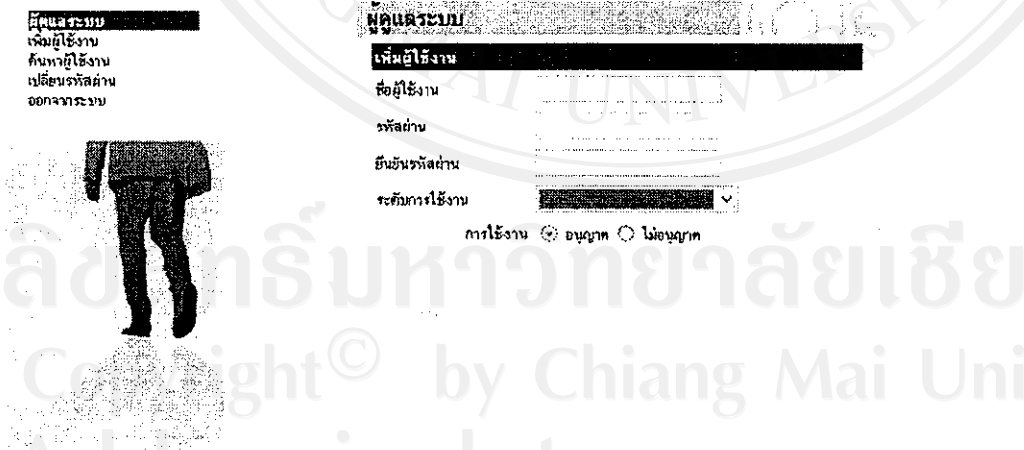 ผู้ดูแลระบบ
เพิ่มผู้ใช้งาน
ค้นหาผู้ใช้งาน
เปลี่ยนรหัสผ่าน
ออกจากระบบ
ผู้ดูแลระบบ
เพิ่มผู้ใช้งาน
ชื่อผู้ใช้งาน
รหัสผ่าน
ยืนยันรหัสผ่าน
ระดับการใช้งาน
การใช้งาน อนุญาต ไม่อนุญาต
ลิขสิทธิ์มหาวิทยาลัยเชีย
Copyright© by Chiang Mai Uni
MAI UNIVERSI